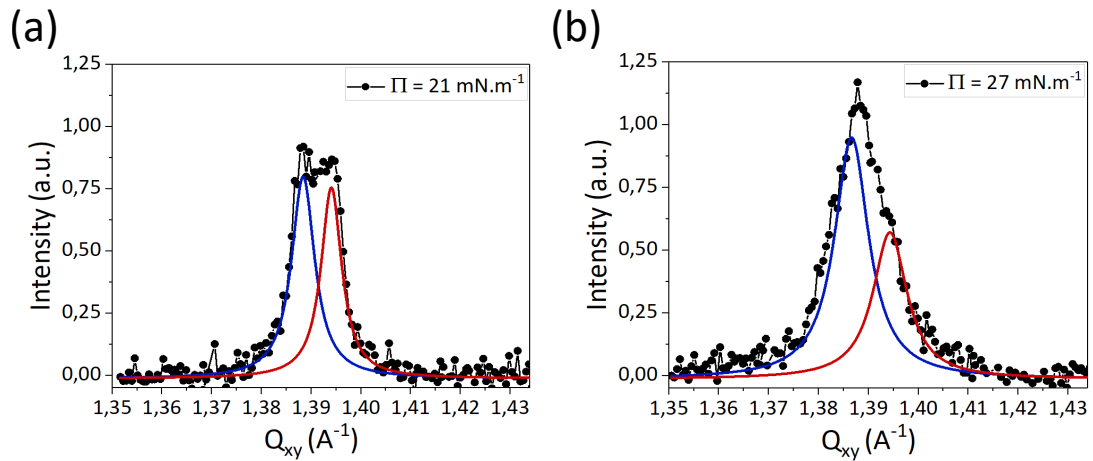 (a)
Π = 21 mN.m⁻¹
1,25
1,00
0,75
0,50
0,25
0,00
Intensity (a.u.)
1,35 1,36 1,37 1,38 1,39 1,40 1,41 1,42 1,43
Qxy (A⁻¹)
(b)
Π = 27 mN.m⁻¹
1,25
1,00
0,75
0,50
0,25
0,00
Intensity (a.u.)
1,35 1,36 1,37 1,38 1,39 1,40 1,41 1,42 1,43
Qxy (A⁻¹)